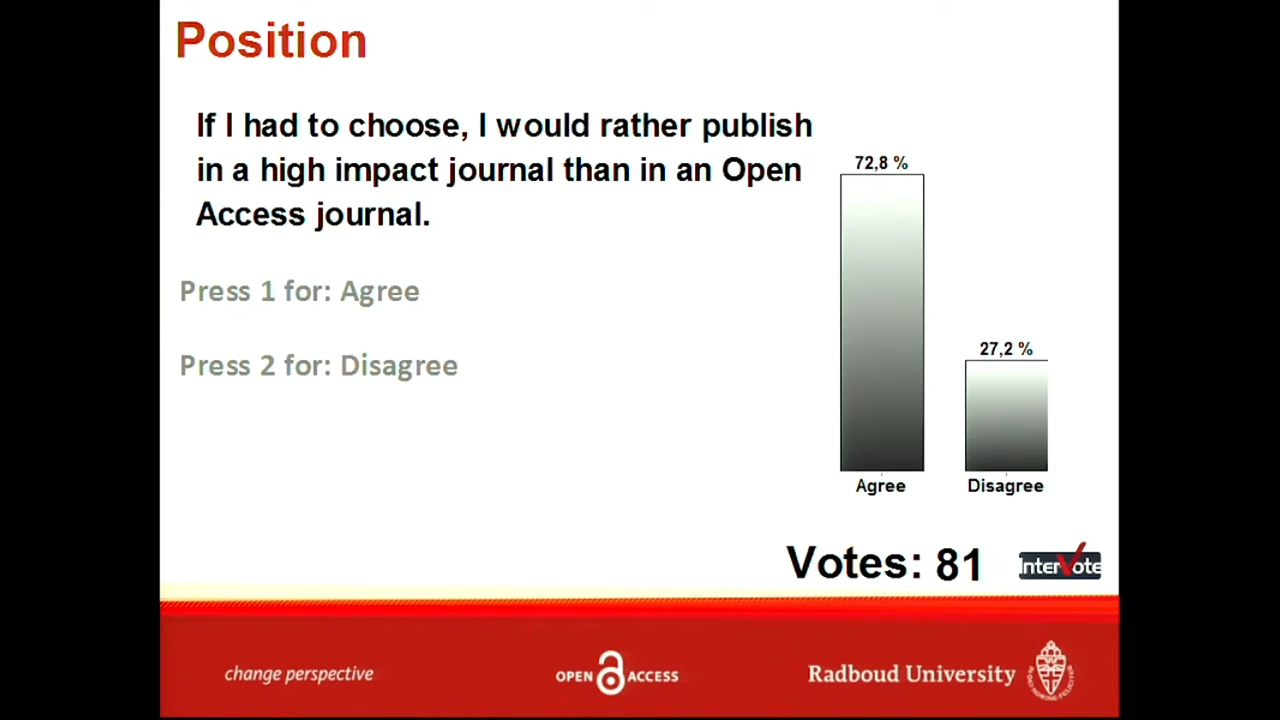 Position
If I had to choose, I would rather publish
in a high impact journal than in an Open
Access journal.
Press 1 for: Agree
Press 2 for: Disagree
72,8 %
27,2 %
Agree
Disagree
Votes: 81
InterVote
change perspective
OPEN ACCESS
Radboud University